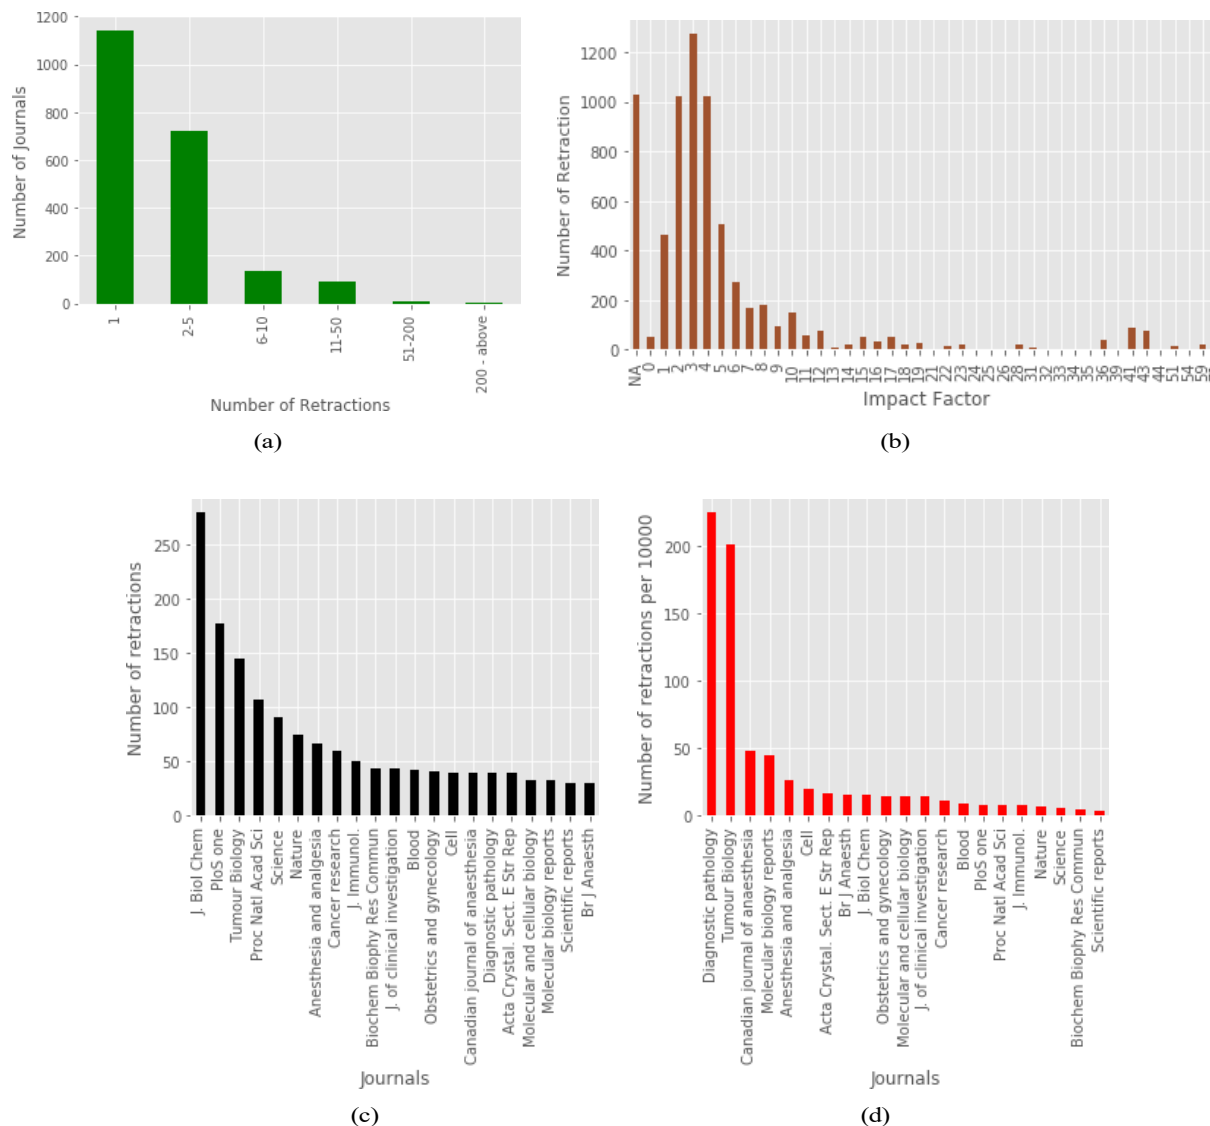 1200
1000
800
600
400
200
0
Number of Journals
1
2-5
6-10
11-50
51-200
200 - above
Number of Retractions
(a)
1200
1000
800
600
400
200
0
Number of Retraction
NA
0
1
2
3
4
5
6
7
8
9
10
11
12
13
14
15
16
17
18
19
21
22
23
24
25
26
28
31
32
33
34
35
36
39
41
43
44
51
54
59
Impact Factor
(b)
250
200
150
100
50
0
Number of retractions
J. Biol Chem
PloS one
Tumour Biology
Proc Natl Acad Sci
Science
Nature
Anesthesia and analgesia
Cancer research
J. Immunol.
Biochem Biophy Res Commun
J. of clinical investigation
Blood
Obstetrics and gynecology
Cell
Canadian journal of anaesthesia
Diagnostic pathology
Acta Crystal. Sect. E Str Rep
Molecular and cellular biology
Molecular biology reports
Scientific reports
Br J Anaesth
Journals
(c)
200
150
100
50
0
Number of retractions per 10000
Diagnostic pathology
Tumour Biology
Canadian journal of anaesthesia
Molecular biology reports
Anesthesia and analgesia
Cell
Acta Crystal. Sect. E Str Rep
Br J Anaesth
J. Biol Chem
Obstetrics and gynecology
Molecular and cellular biology
J. of clinical investigation
Cancer research
Blood
PloS one
Proc Natl Acad Sci
J. Immunol.
Nature
Science
Biochem Biophy Res Commun
Scientific reports
Journals
(d)